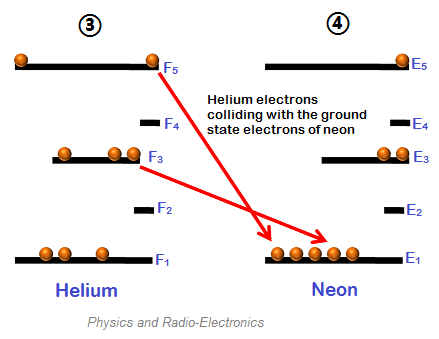 ③
④
F5
E5
Helium electrons
colliding with the ground
state electrons of neon
F4
E4
F3
E3
F2
E2
F1
E1
Helium
Neon
Physics and Radio-Electronics